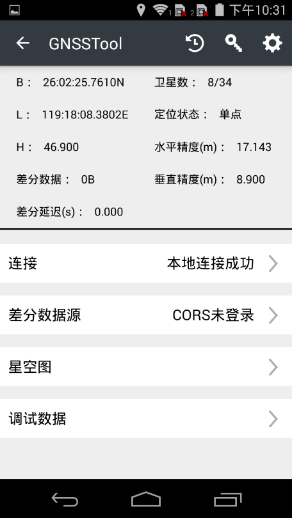 1 2 下午10:31
GNSSTool
B： 26:02:25.7610N 卫星数： 8/34
L： 119:18:08.3802E 定位状态： 单点
H： 46.900 水平精度(m)： 17.143
差分数据： 0B 垂直精度(m)： 8.900
差分延迟(s)： 0.000
连接 本地连接成功
差分数据源 CORS未登录
星空图
调试数据